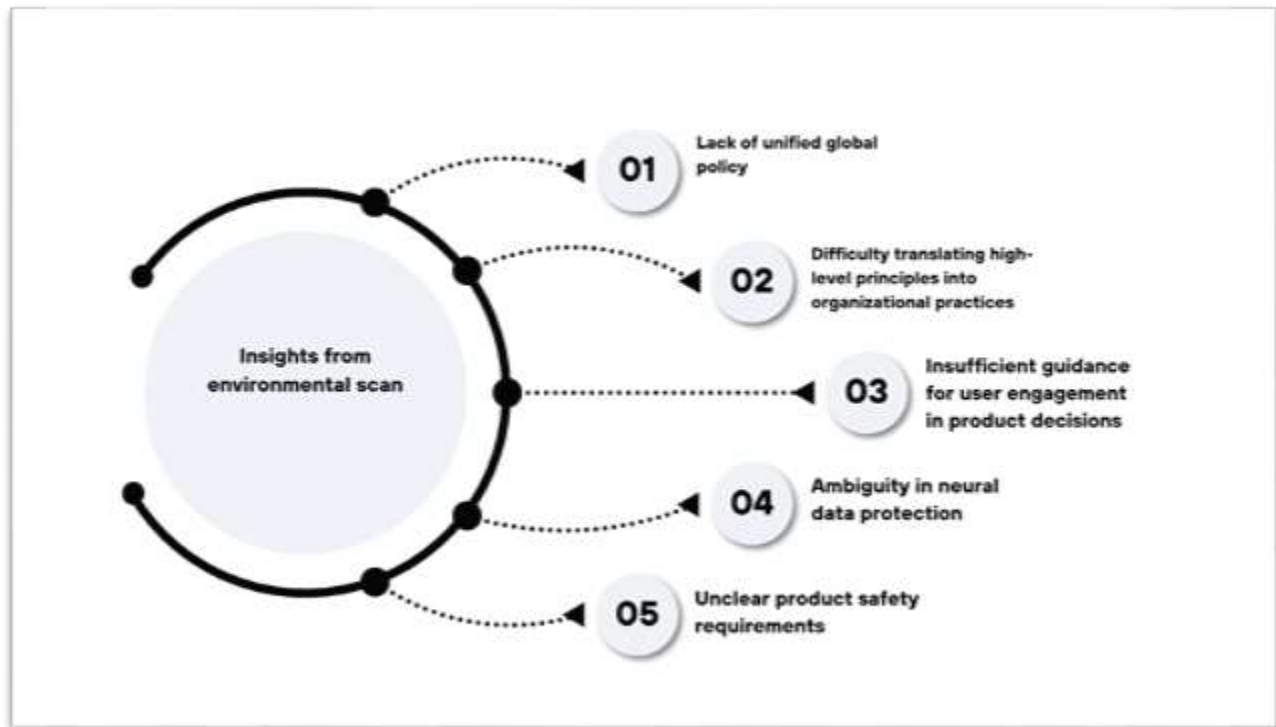 Insights from
environmental scan
01
Lack of unified global
policy
02
Difficulty translating high-
level principles into
organizational practices
03
Insufficient guidance
for user engagement
in product decisions
04
Ambiguity in neural
data protection
05
Unclear product safety
requirements